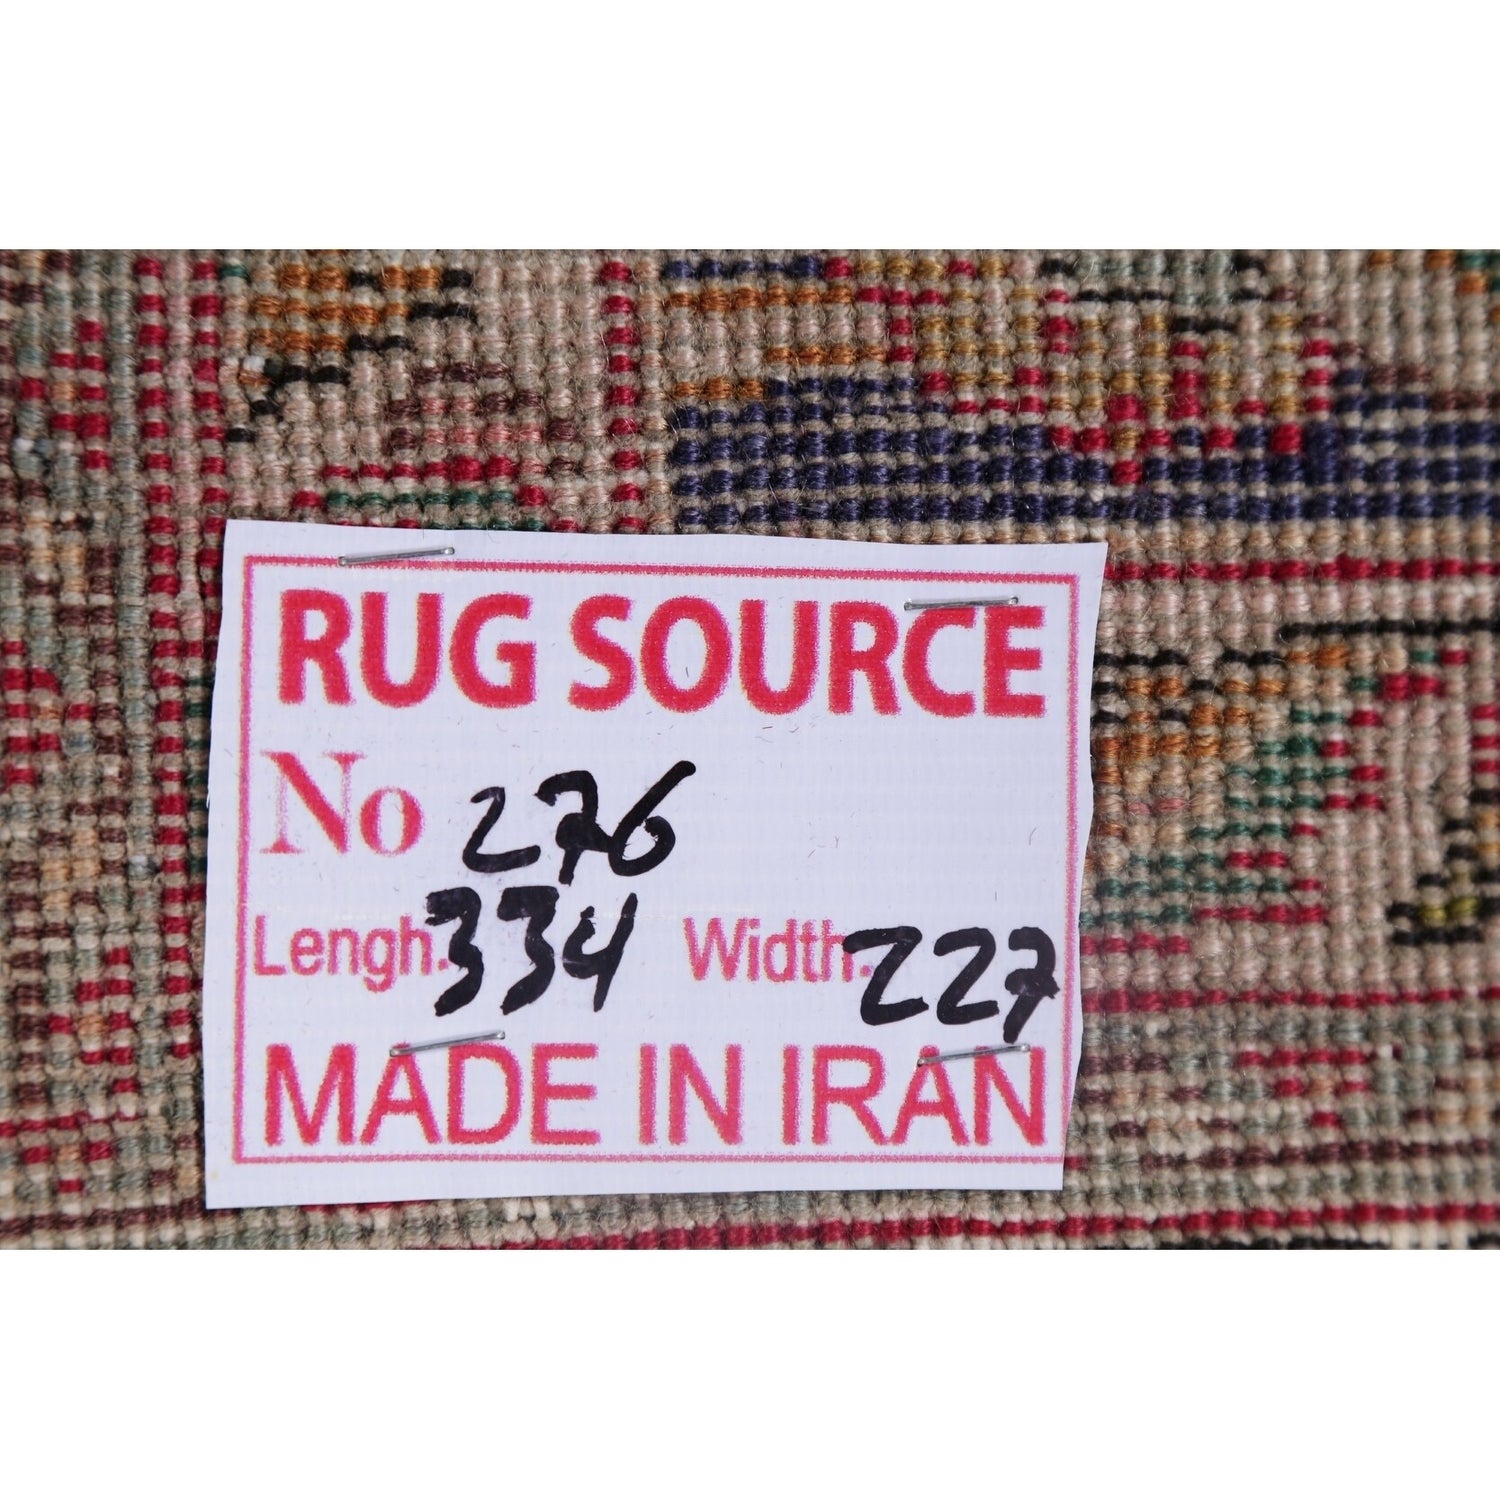 RUG SOURCE
No 276
Lengh. 334 Width. 227
MADE IN IRAN